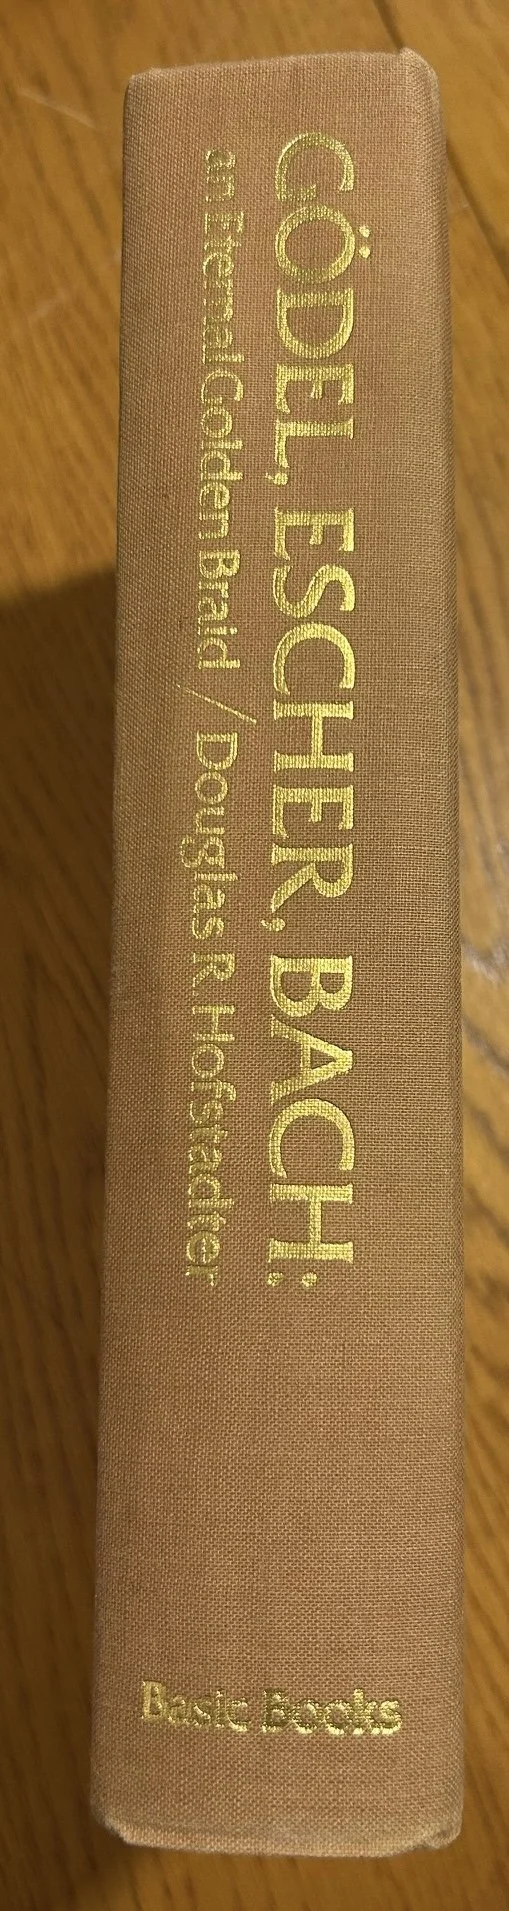 GÖDEL, ESCHER, BACH:
an Eternal Golden Braid / Douglas R. Hofstadter
Basic Books